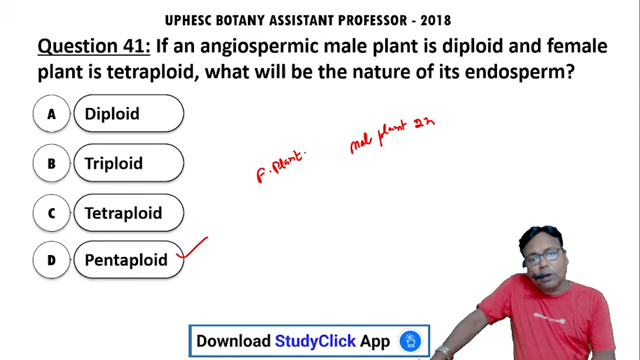 UPHESC BOTANY ASSISTANT PROFESSOR - 2018
Question 41: If an angiospermic male plant is diploid and female
plant is tetraploid, what will be the nature of its endosperm?
A Diploid
B Triploid
C Tetraploid
D Pentaploid
F. Plant.
Male plant 2n
Download StudyClick App